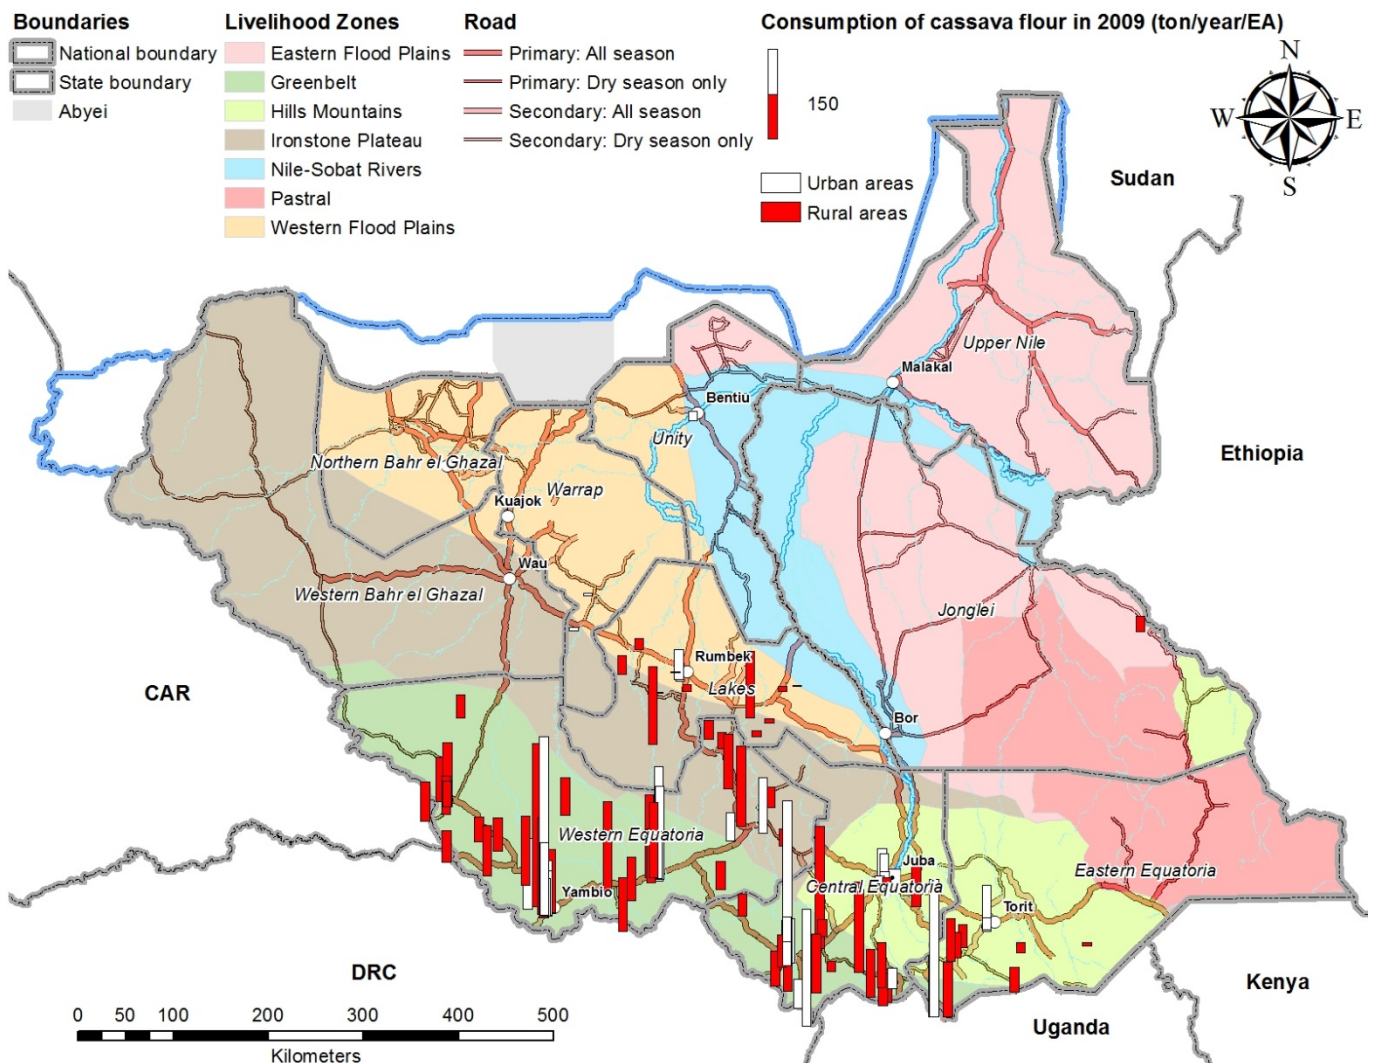 Boundaries
National boundary
State boundary
Abyei
Livelihood Zones
Eastern Flood Plains
Greenbelt
Hills Mountains
Ironstone Plateau
Nile-Sobat Rivers
Pastral
Western Flood Plains
Road
Primary: All season
Primary: Dry season only
Secondary: All season
Secondary: Dry season only
Consumption of cassava flour in 2009 (ton/year/EA)
150
Urban areas
Rural areas
N
W
E
S
Sudan
Upper Nile
Malakal
Bentiu
Unity
Ethiopia
Northern Bahr el Ghazal
Warrap
Kuajok
Wau
Western Bahr el Ghazal
Jonglei
Rumbek
Lakes
CAR
Bor
Western Equatoria
Juba
Central Equatoria
Eastern Equatoria
Yambio
Torit
DRC
Kenya
Uganda
0 25 50 100 200 300 400 500
Kilometers